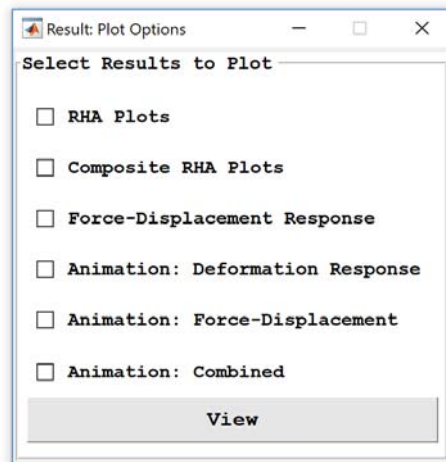 Result: Plot Options
Select Results to Plot
RHA Plots
Composite RHA Plots
Force-Displacement Response
Animation: Deformation Response
Animation: Force-Displacement
Animation: Combined
View